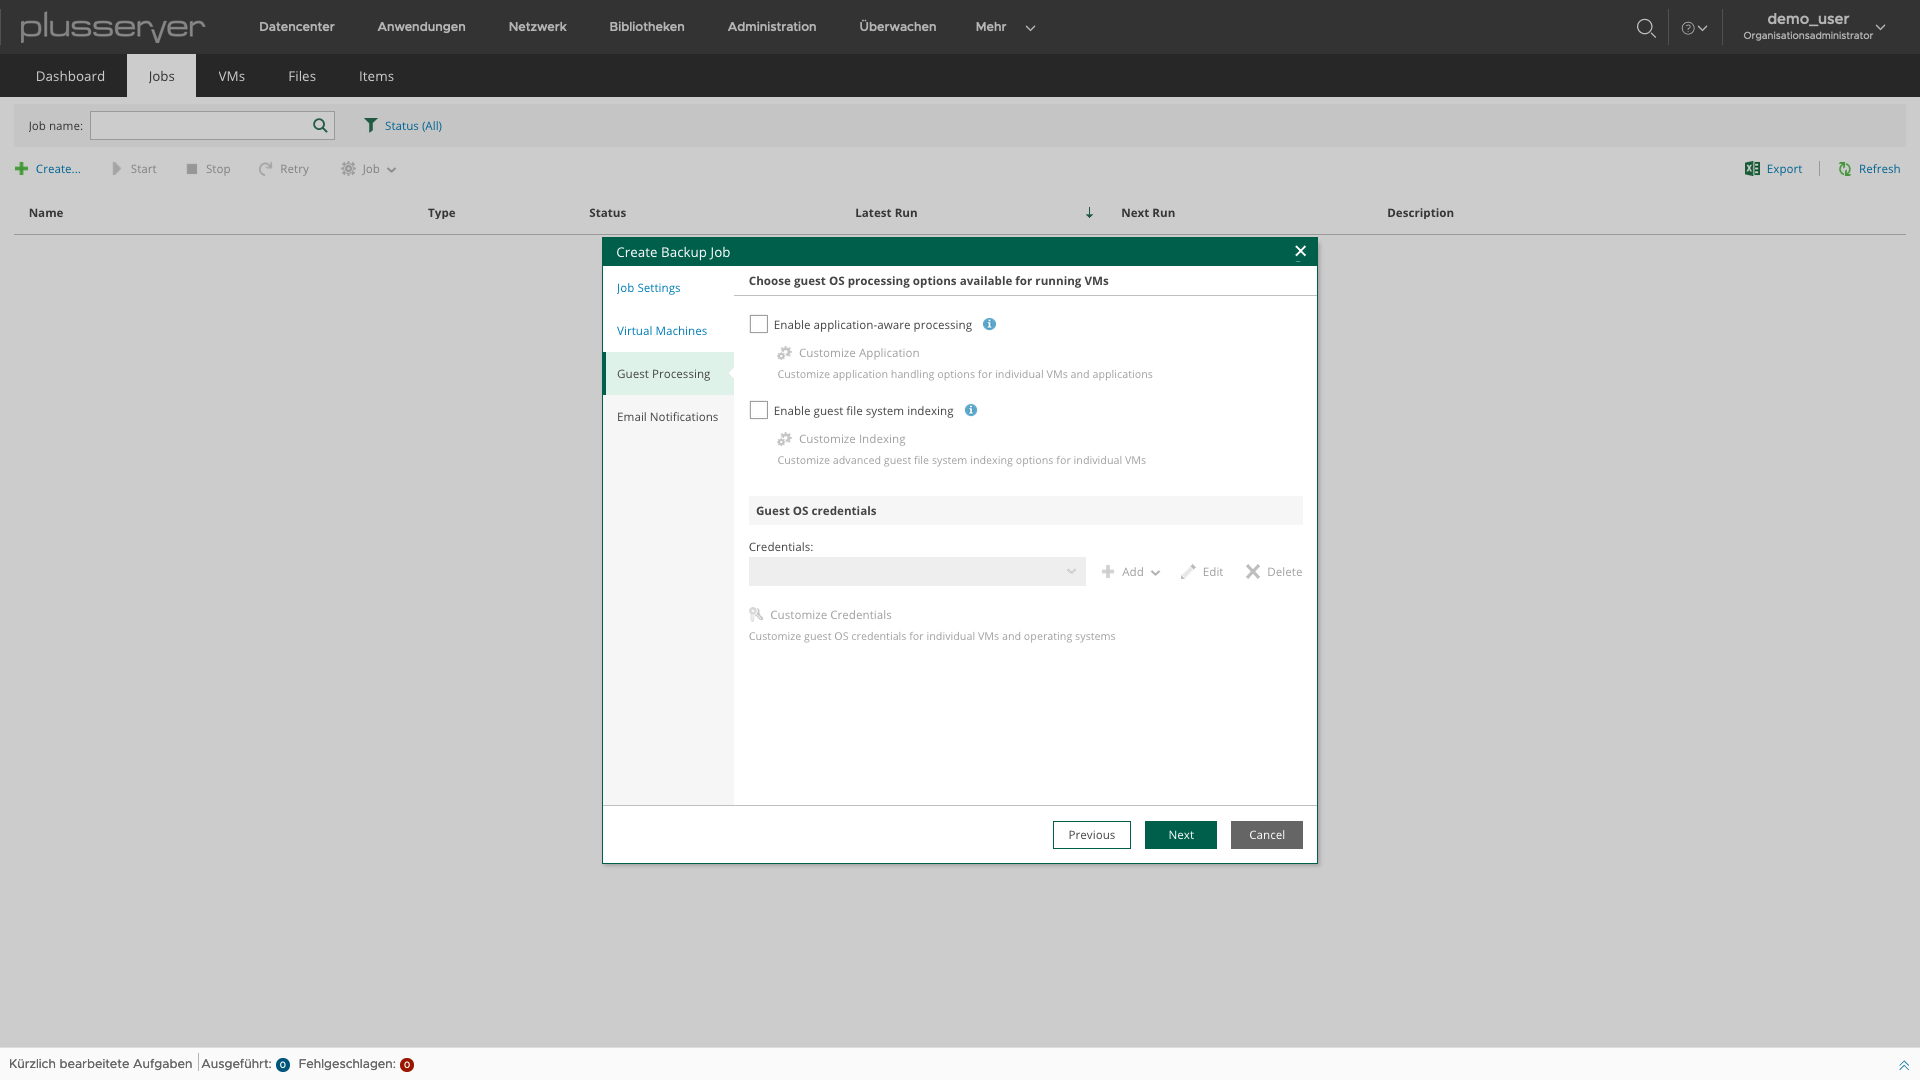 plusserver
Datencenter Anwendungen Netzwerk Bibliotheken Administration Überwachen Mehr
demo_user
Organisationsadministrator
Dashboard Jobs VMs Files Items
Job name: Status (All)
Create... Start Stop Retry Job Export Refresh
Name Type Status Latest Run Next Run Description
Create Backup Job
Job Settings
Virtual Machines
Guest Processing
Email Notifications
Choose guest OS processing options available for running VMs
Enable application-aware processing
Customize Application
Customize application handling options for individual VMs and applications
Enable guest file system indexing
Customize Indexing
Customize advanced guest file system indexing options for individual VMs
Guest OS credentials
Credentials:
Add Edit Delete
Customize Credentials
Customize guest OS credentials for individual VMs and operating systems
Previous Next Cancel
Kürzlich bearbeitete Aufgaben Ausgeführt: 0 Fehlgeschlagen: 0